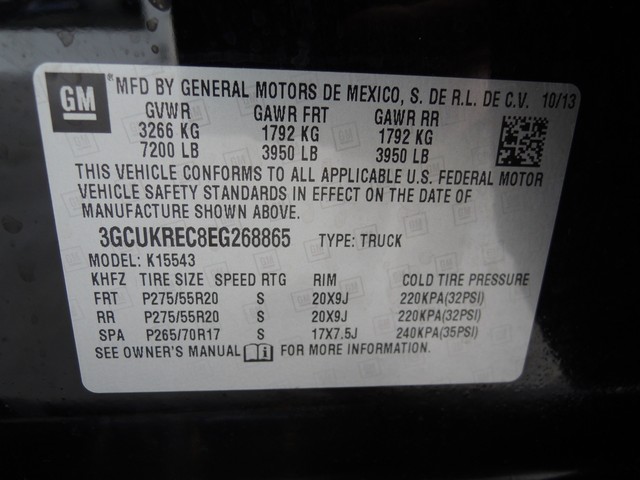 GM ® MFD BY GENERAL MOTORS DE MEXICO, S. DE R.L. DE C.V. 10/13
GVWR GAWR FRT GAWR RR
3266 KG 1792 KG 1792 KG
7200 LB 3950 LB 3950 LB
THIS VEHICLE CONFORMS TO ALL APPLICABLE U.S. FEDERAL MOTOR
VEHICLE SAFETY STANDARDS IN EFFECT ON THE DATE OF
MANUFACTURE SHOWN ABOVE.
3GCUKREC8EG268865 TYPE: TRUCK
MODEL: K15543
KHFZ TIRE SIZE SPEED RTG RIM COLD TIRE PRESSURE
FRT P275/55R20 S 20X9J 220KPA(32PSI)
RR P275/55R20 S 20X9J 220KPA(32PSI)
SPA P265/70R17 S 17X7.5J 240KPA(35PSI)
SEE OWNER'S MANUAL FOR MORE INFORMATION.